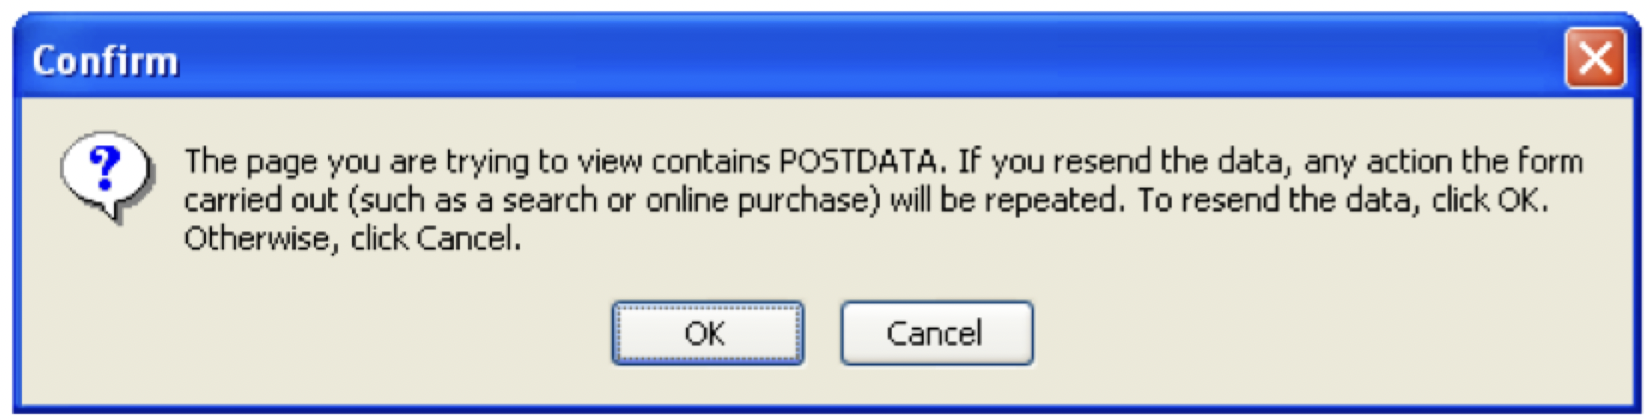 Confirm
?
The page you are trying to view contains POSTDATA. If you resend the data, any action the form
carried out (such as a search or online purchase) will be repeated. To resend the data, click OK.
Otherwise, click Cancel.
OK Cancel